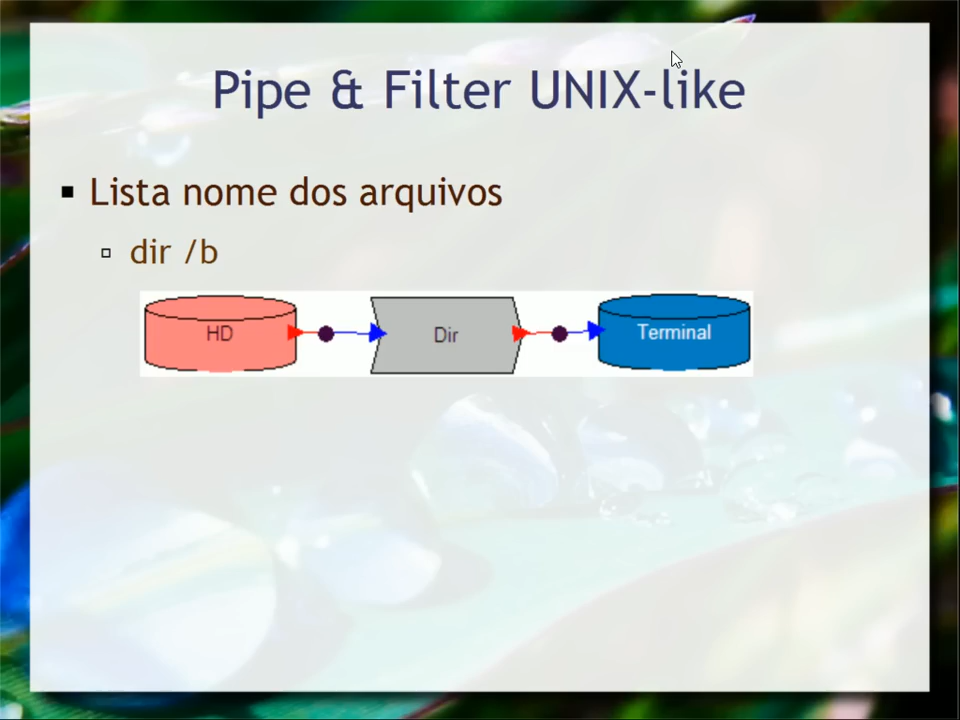 Pipe & Filter UNIX-like
Lista nome dos arquivos
dir /b
HD
Dir
Terminal